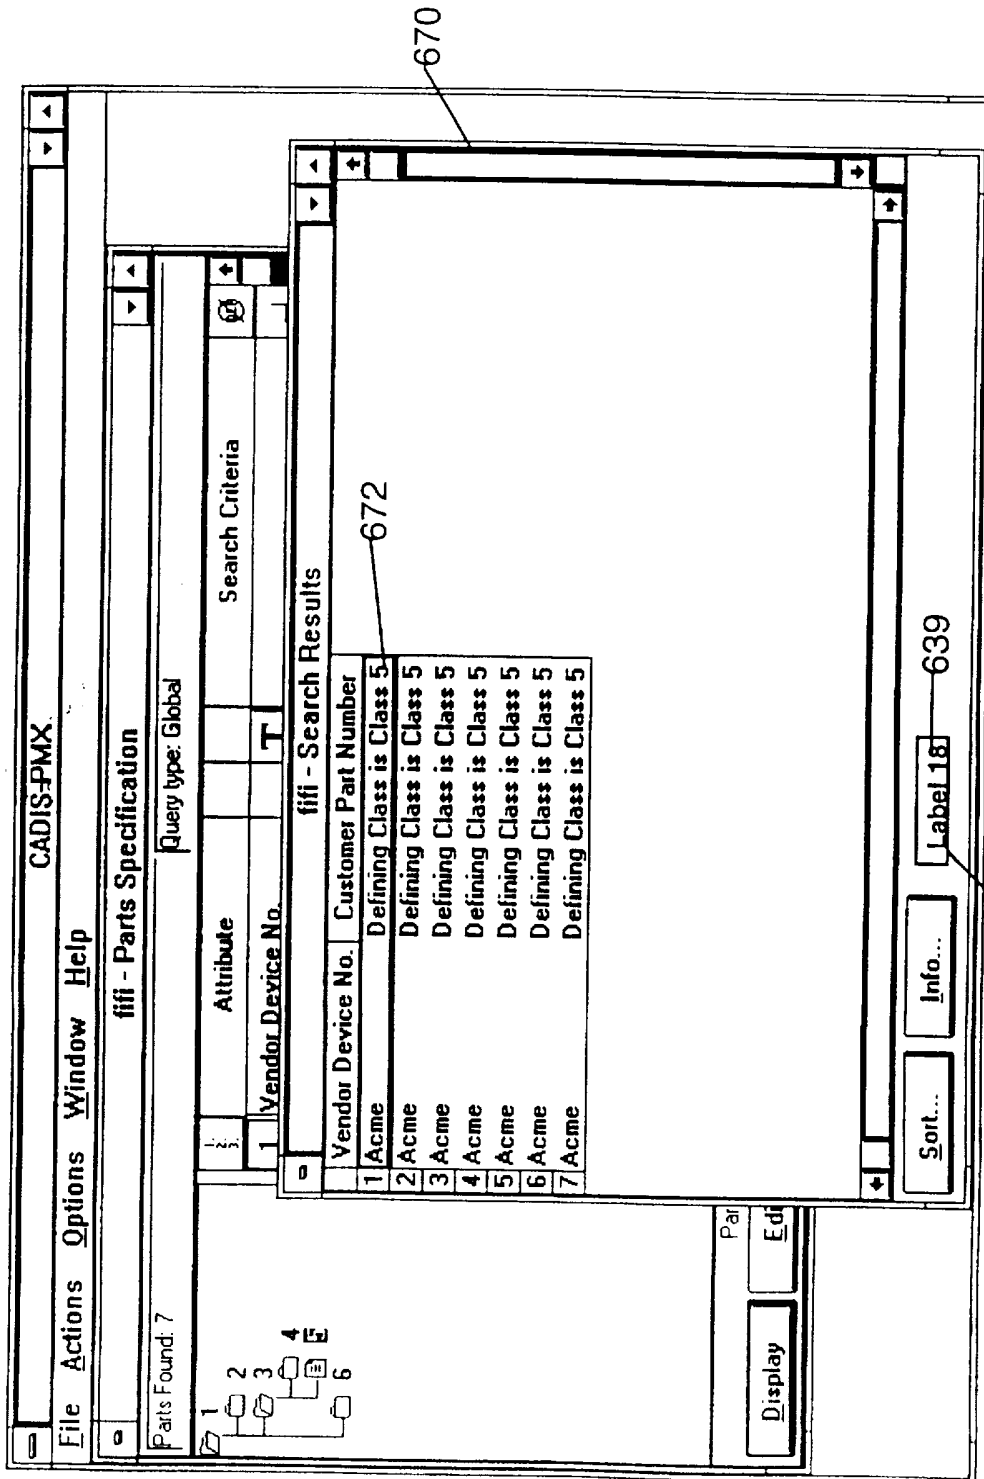 CADIS-PMX
File Actions Options Window Help
fifi - Parts Specification
Parts Found: 7
Query type: Global
Attribute
Search Criteria
1 Vendor Device No.
T
1
2
3
4
6
fifi - Search Results
Vendor Device No. Customer Part Number
1 Acme Defining Class is Class 5
2 Acme Defining Class is Class 5
3 Acme Defining Class is Class 5
4 Acme Defining Class is Class 5
5 Acme Defining Class is Class 5
6 Acme Defining Class is Class 5
7 Acme Defining Class is Class 5
672
670
Par
Display
Edi
Sort...
Info...
Label 18
639